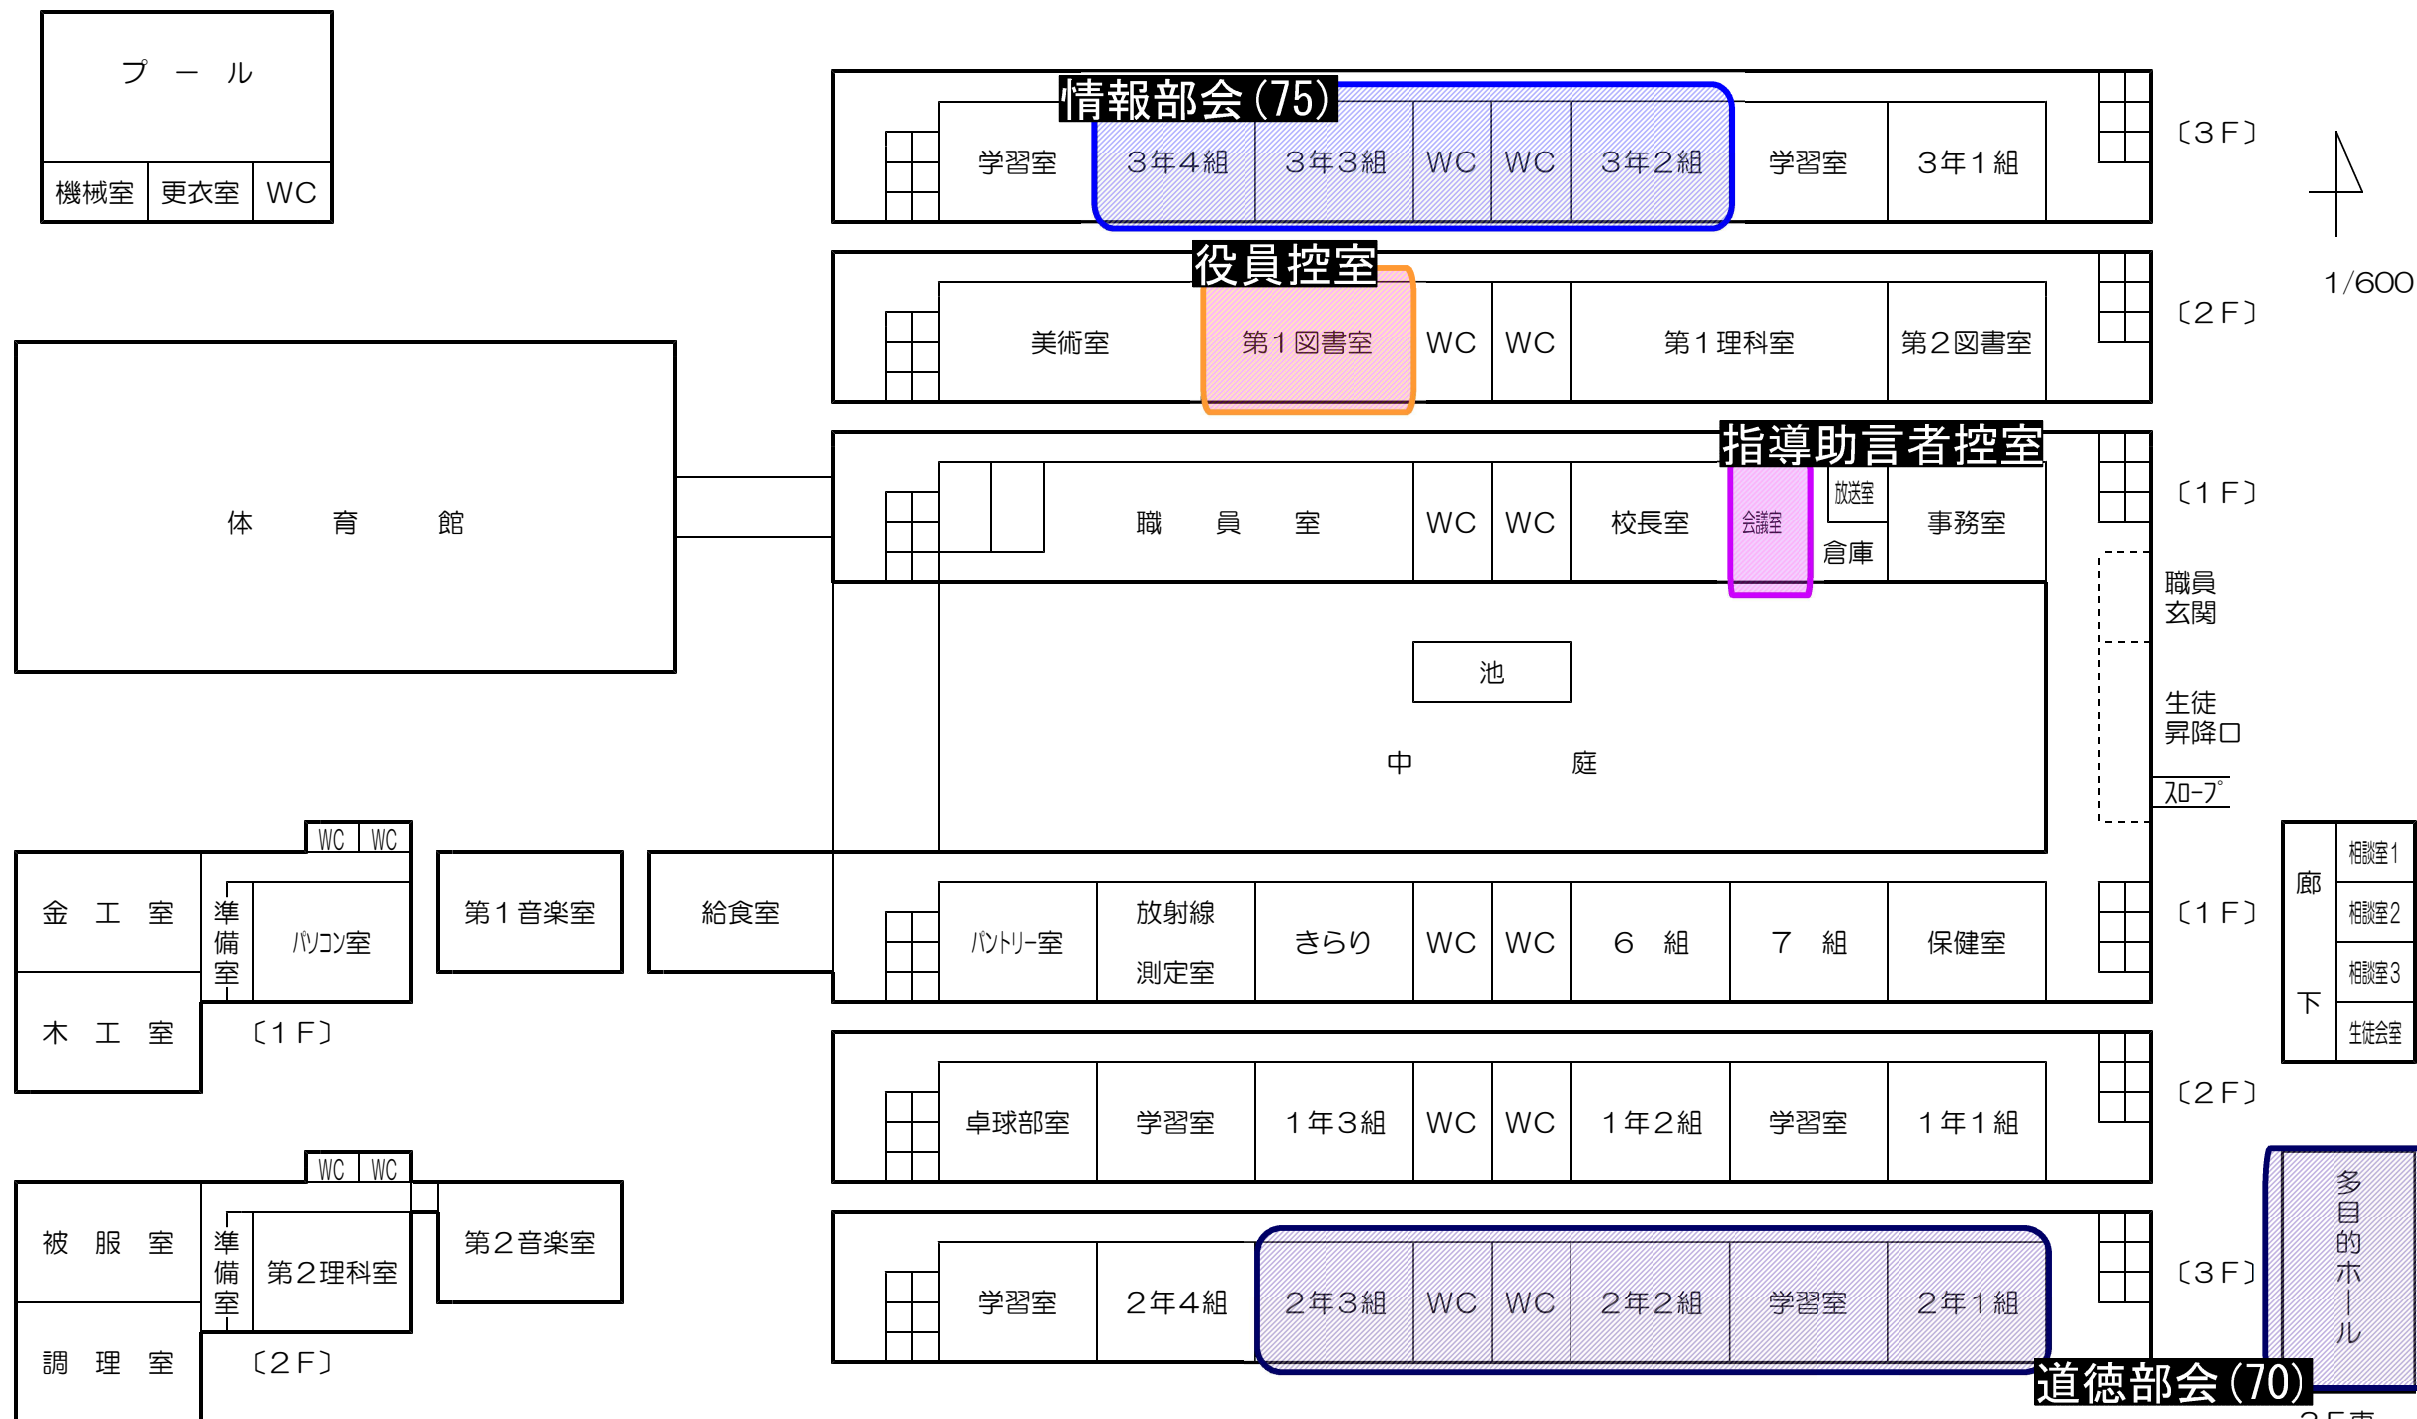 プール
機械室 更衣室 WC
情報部会(75)
学習室 3年4組 3年3組 WC WC 3年2組 学習室 3年1組
〔3F〕
1/600
役員控室
美術室 第1図書室 WC WC 第1理科室 第2図書室
〔2F〕
体育館
指導助言者控室
職員室 WC WC 校長室 会議室 放送室 倉庫 事務室
〔1F〕
職員
玄関
池
中庭
生徒
昇降口
スロープ
WC WC
金工室 準備室 パソコン室 第1音楽室 給食室
木工室
〔1F〕
パントリー室 放射線 測定室 きらり WC WC 6組 7組 保健室
〔1F〕
廊下
相談室1
相談室2
相談室3
生徒会室
卓球部室 学習室 1年3組 WC WC 1年2組 学習室 1年1組
〔2F〕
WC WC
被服室 準備室 第2理科室 第2音楽室
調理室
〔2F〕
学習室 2年4組 2年3組 WC WC 2年2組 学習室 2年1組
〔3F〕
多目的ホール
道徳部会(70)